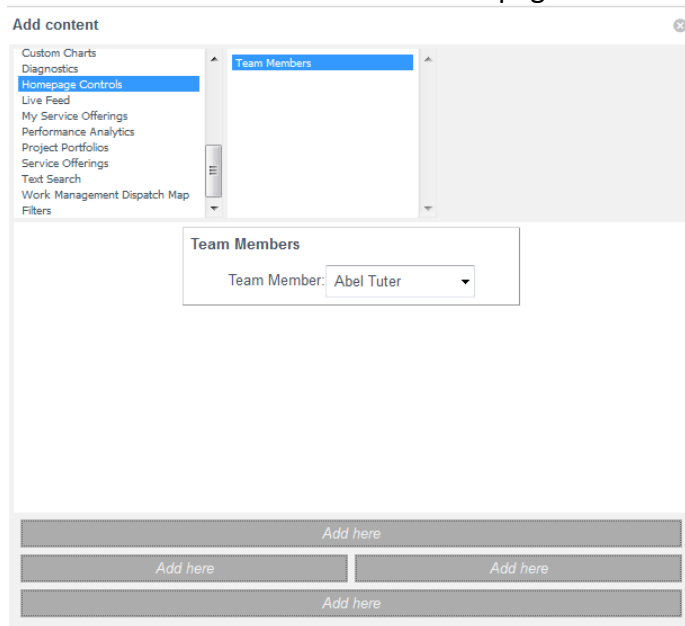 Add content
Custom Charts
Diagnostics
Homepage Controls
Live Feed
My Service Offerings
Performance Analytics
Project Portfolios
Service Offerings
Text Search
Work Management Dispatch Map
Filters
Team Members
Team Members
Team Member: Abel Tuter
Add here
Add here Add here
Add here